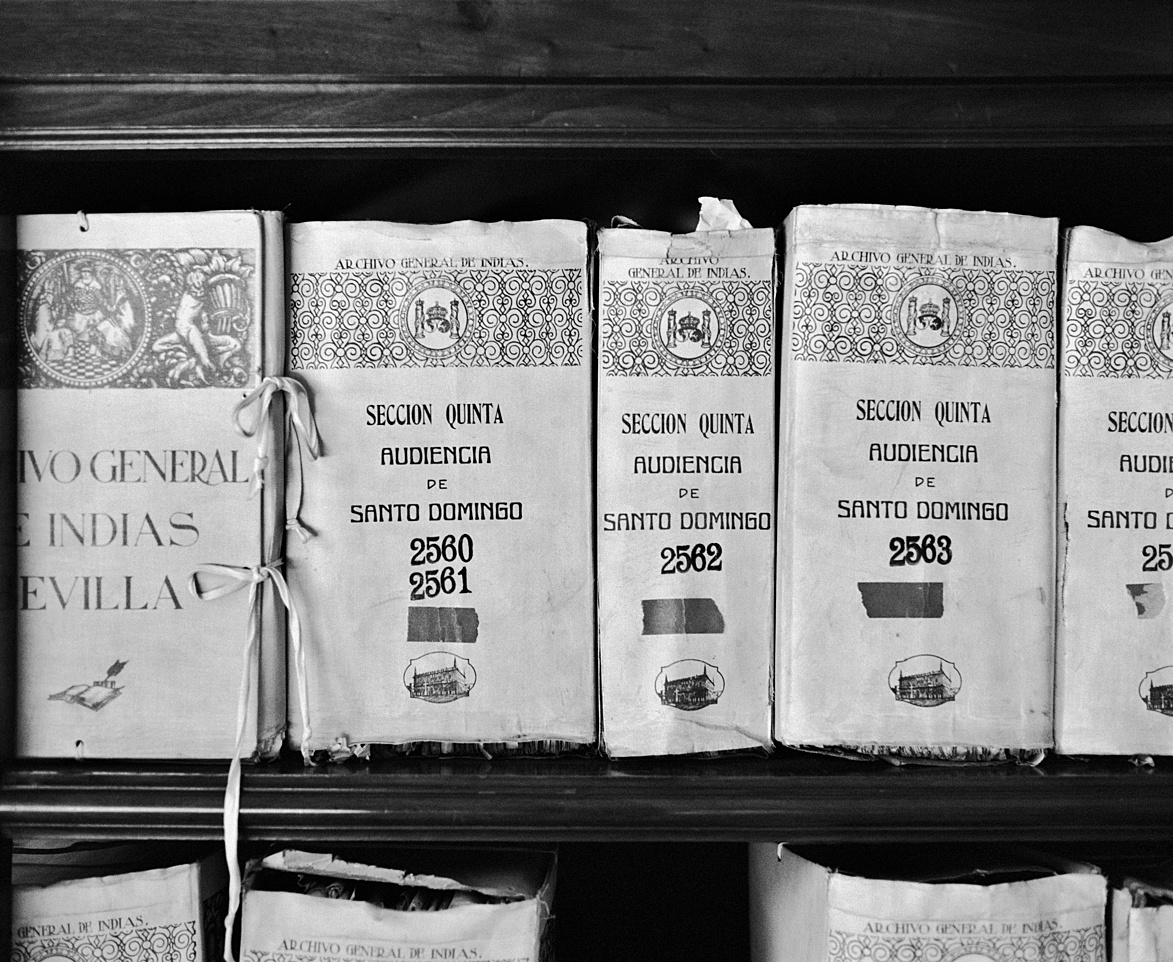 IVO GENERAL
E INDIAS
EVILLA
ARCHIVO GENERAL DE INDIAS.
SECCION QUINTA
AUDIENCIA
DE
SANTO DOMINGO
2560
2561
ARCHIVO
GENERAL DE INDIAS.
SECCION QUINTA
AUDIENCIA
DE
SANTO DOMINGO
2562
ARCHIVO GENERAL DE INDIAS.
SECCION QUINTA
AUDIENCIA
DE
SANTO DOMINGO
2563
ARCHIVO GEN
SECCION
AUDIE
D
SANTO D
25
GENERAL DE INDIAS.
ARCHIVO GENERAL DE INDIAS.
ARCHIVO GENERAL DE INDIAS